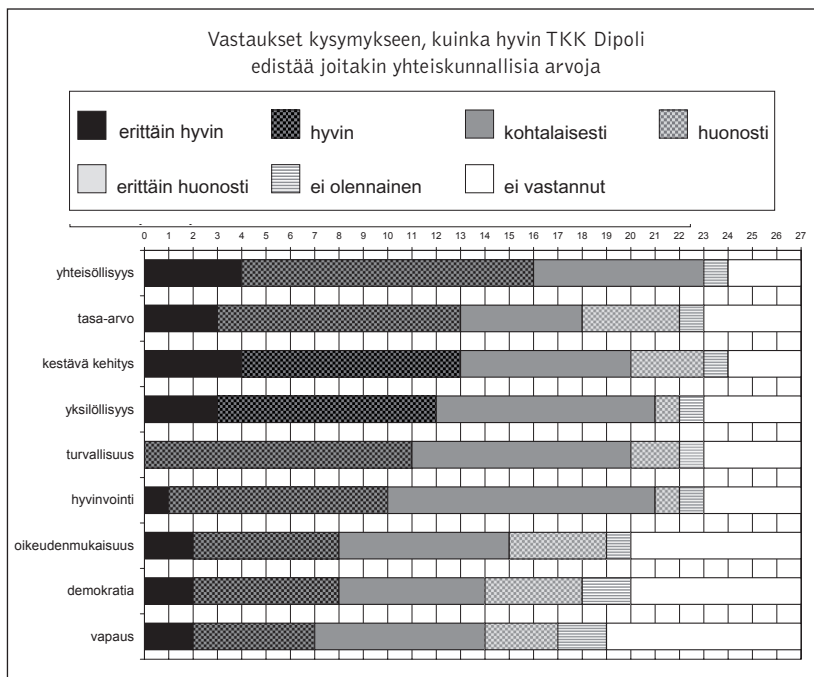 Vastaukset kysymykseen, kuinka hyvin TKK Dipoli
edistää joitakin yhteiskunnallisia arvoja
erittäin hyvin hyvin kohtalaisesti huonosti
erittäin huonosti ei olennainen ei vastannut
0 1 2 3 4 5 6 7 8 9 10 11 12 13 14 15 16 17 18 19 20 21 22 23 24 25 26 27
yhteisöllisyys
tasa-arvo
kestävä kehitys
yksilöllisyys
turvallisuus
hyvinvointi
oikeudenmukaisuus
demokratia
vapaus